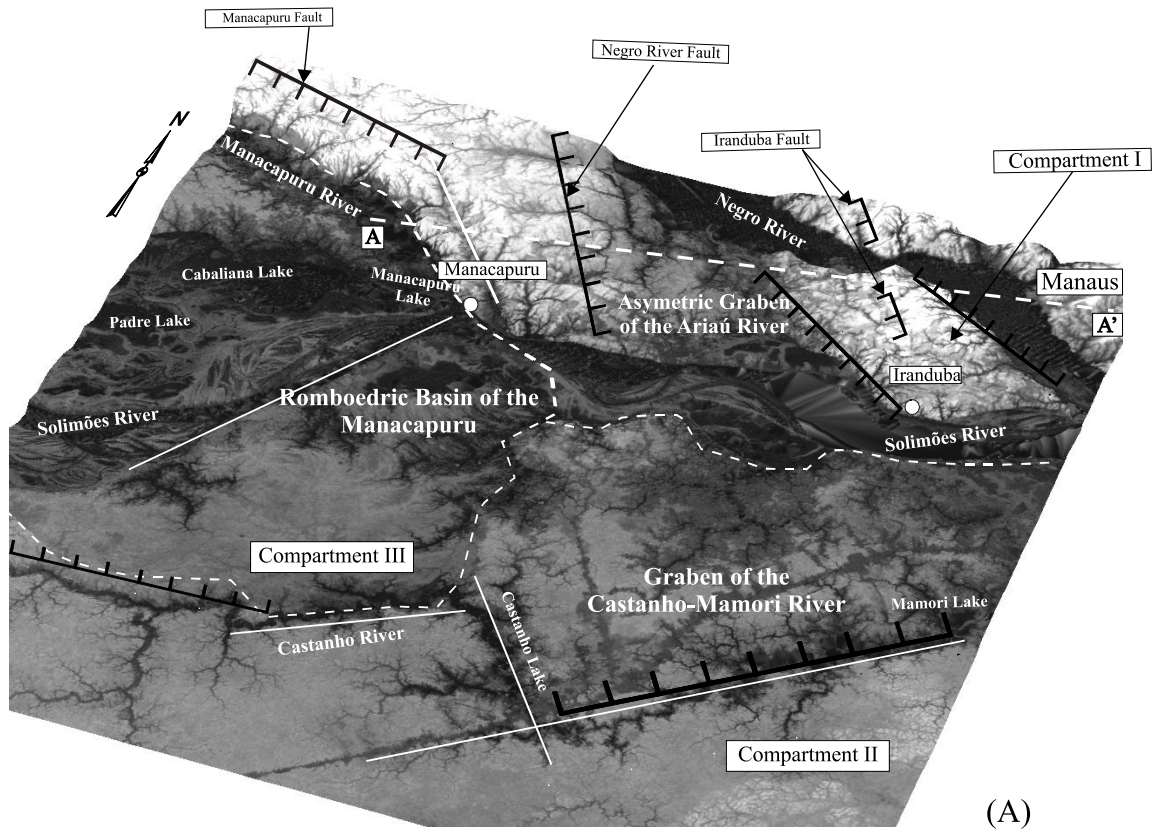 Manacapuru Fault
Negro River Fault
Iranduba Fault
Compartment I
N
Manacapuru River
Negro River
A
Cabaliana Lake
Manacapuru
Lake
Manacapuru
Manaus
A'
Padre Lake
Asymetric Graben
of the Ariaú River
Iranduba
Solimões River
Romboedric Basin of the
Manacapuru
Solimões River
Compartment III
Graben of the
Castanho-Mamori River
Mamori Lake
Castanho River
Castanho Lake
Compartment II
(A)